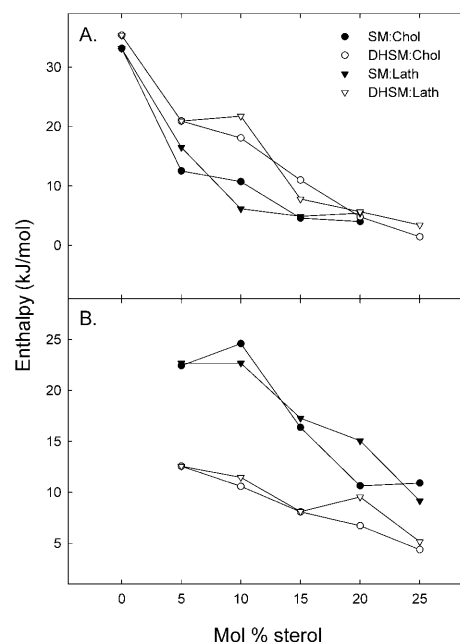 A.
SM:Chol
DHSM:Chol
SM:Lath
DHSM:Lath
30
20
10
0
Enthalpy (kJ/mol)
B.
25
20
15
10
5
0 5 10 15 20 25
Mol % sterol